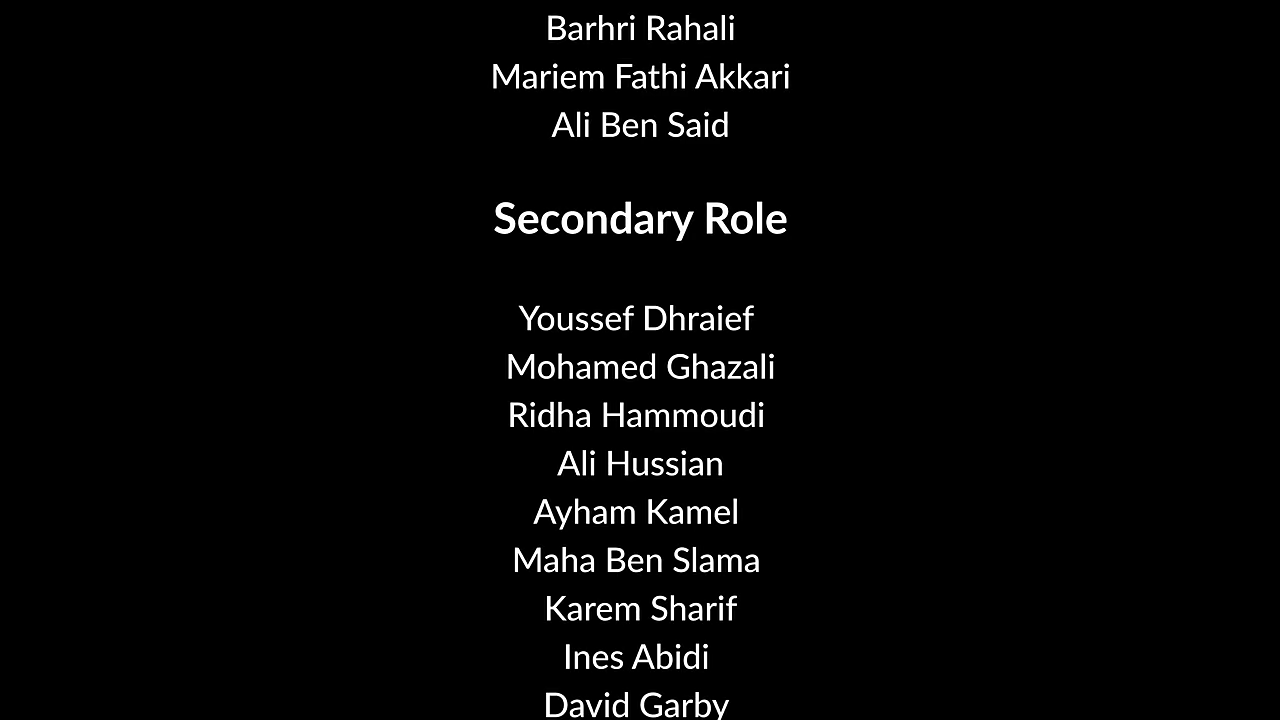 Barhri Rahali
Mariem Fathi Akkari
Ali Ben Said
Secondary Role
Youssef Dhraief
Mohamed Ghazali
Ridha Hammoudi
Ali Hussian
Ayham Kamel
Maha Ben Slama
Karem Sharif
Ines Abidi
David Garby